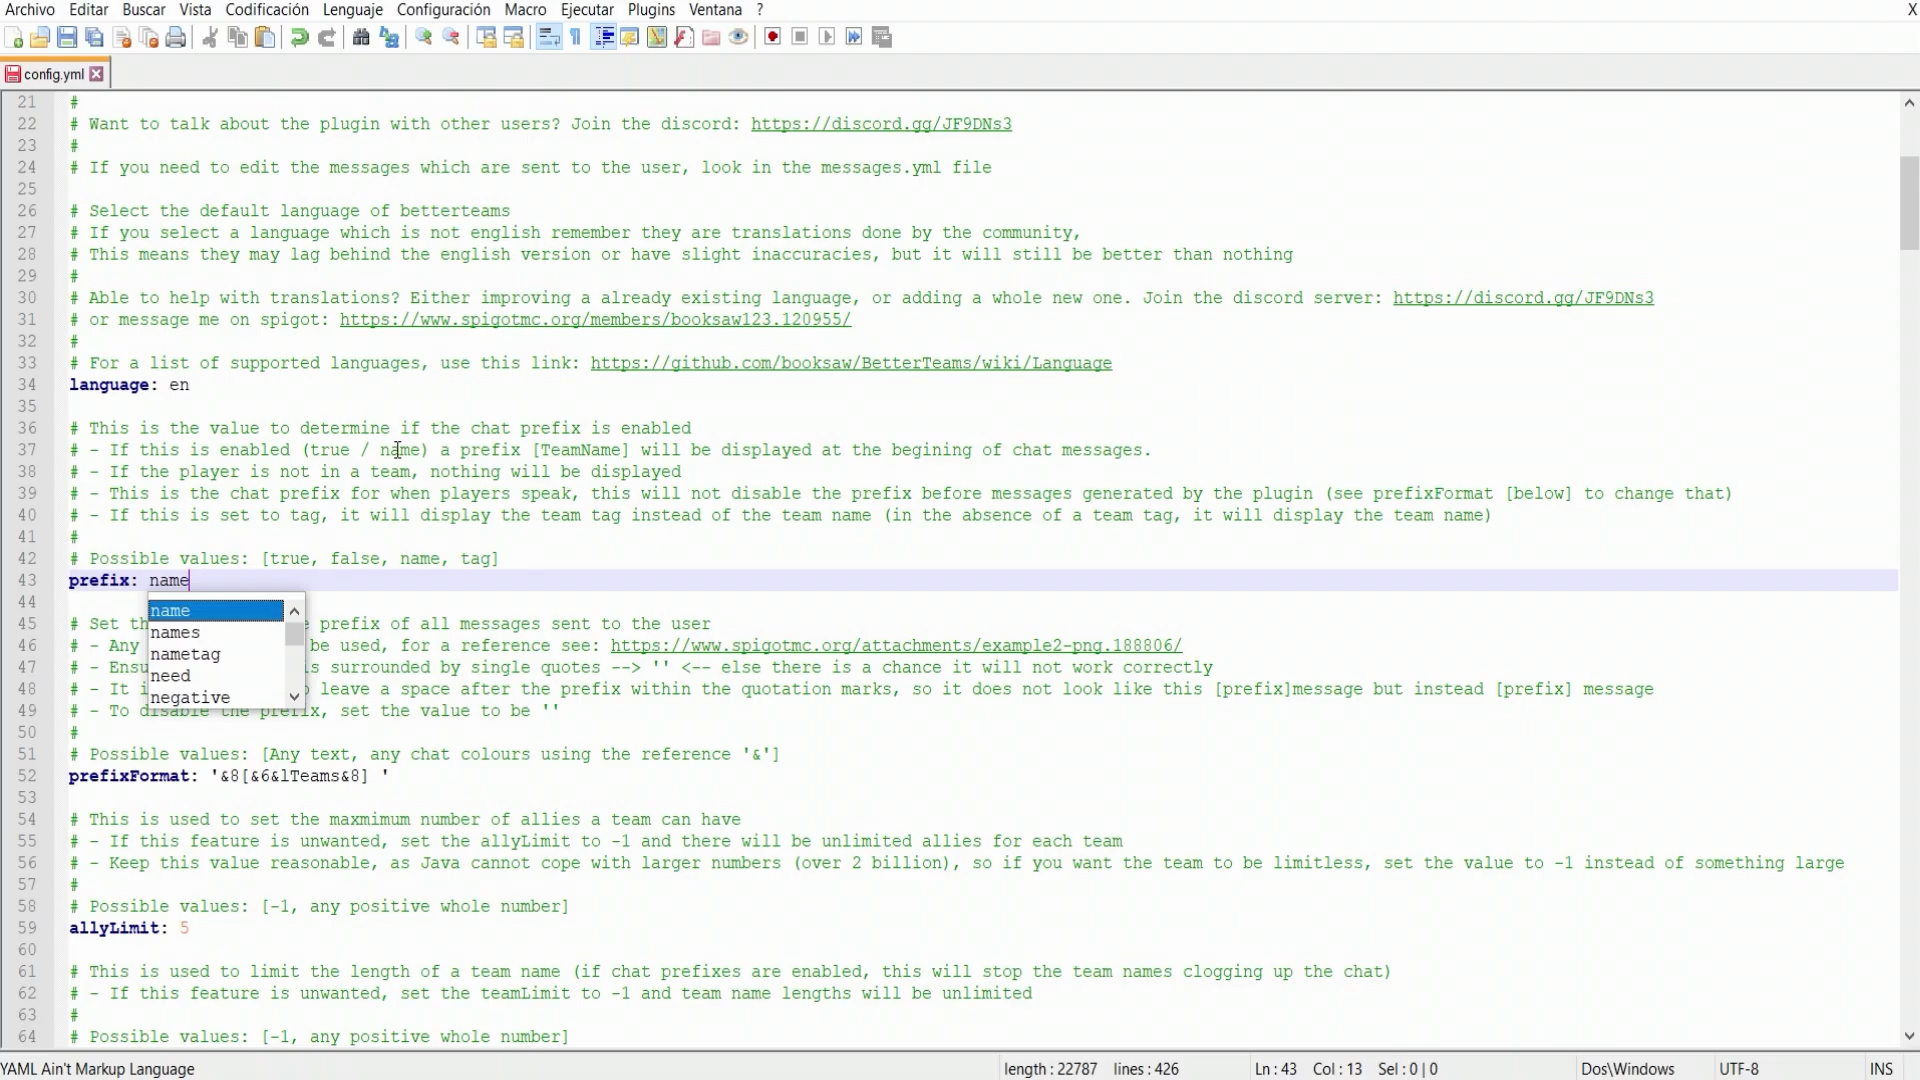 Archivo Editar Buscar Vista Codificación Lenguaje Configuración Macro Ejecutar Plugins Ventana ? X
config.yml
21 #
22 # Want to talk about the plugin with other users? Join the discord: https://discord.gg/JF9DNs3
23 #
24 # If you need to edit the messages which are sent to the user, look in the messages.yml file
25
26 # Select the default language of betterteams
27 # If you select a language which is not english remember they are translations done by the community,
28 # This means they may lag behind the english version or have slight inaccuracies, but it will still be better than nothing
29 #
30 # Able to help with translations? Either improving a already existing language, or adding a whole new one. Join the discord server: https://discord.gg/JF9DNs3
31 # or message me on spigot: https://www.spigotmc.org/members/booksaw123.120955/
32 #
33 # For a list of supported languages, use this link: https://github.com/booksaw/BetterTeams/wiki/Language
34 language: en
35
36 # This is the value to determine if the chat prefix is enabled
37 # - If this is enabled (true / name) a prefix [TeamName] will be displayed at the begining of chat messages.
38 # - If the player is not in a team, nothing will be displayed
39 # - This is the chat prefix for when players speak, this will not disable the prefix before messages generated by the plugin (see prefixFormat [below] to change that)
40 # - If this is set to tag, it will display the team tag instead of the team name (in the absence of a team tag, it will display the team name)
41 #
42 # Possible values: [true, false, name, tag]
43 prefix: name
44
name
names
nametag
need
negative
45 # Set th prefix of all messages sent to the user
46 # - Any be used, for a reference see: https://www.spigotmc.org/attachments/example2-png.188806/
47 # - Ensu is surrounded by single quotes --> '' <-- else there is a chance it will not work correctly
48 # - It i leave a space after the prefix within the quotation marks, so it does not look like this [prefix]message but instead [prefix] message
49 # - To disable the prefix, set the value to be ''
50 #
51 # Possible values: [Any text, any chat colours using the reference '&']
52 prefixFormat: '&8[&6&lTeams&8] '
53
54 # This is used to set the maxmimum number of allies a team can have
55 # - If this feature is unwanted, set the allyLimit to -1 and there will be unlimited allies for each team
56 # - Keep this value reasonable, as Java cannot cope with larger numbers (over 2 billion), so if you want the team to be limitless, set the value to -1 instead of something large
57 #
58 # Possible values: [-1, any positive whole number]
59 allyLimit: 5
60
61 # This is used to limit the length of a team name (if chat prefixes are enabled, this will stop the team names clogging up the chat)
62 # - If this feature is unwanted, set the teamLimit to -1 and team name lengths will be unlimited
63 #
64 # Possible values: [-1, any positive whole number]
YAML Ain't Markup Language length : 22787 lines : 426 Ln : 43 Col : 13 Sel : 0 | 0 Dos\Windows UTF-8 INS